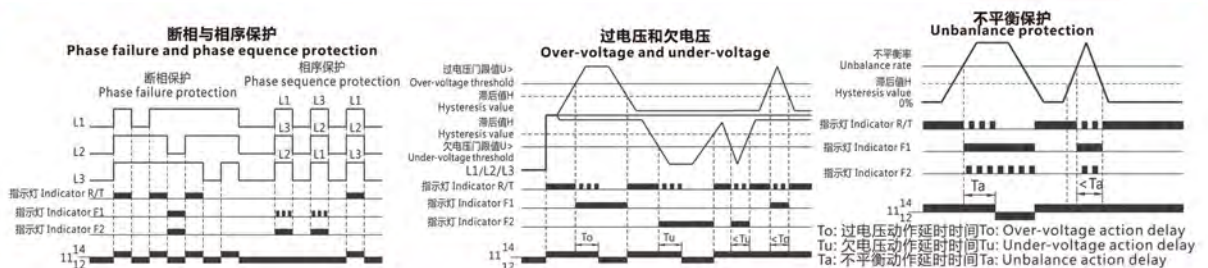 断相与相序保护
Phase failure and phase equence protection
断相保护
Phase failure protection
相序保护
Phase sequence protection
L1 L3 L1
L3 L2 L2
L2 L1 L3
L1
L2
L3
指示灯 Indicator R/T
指示灯 Indicator F1
指示灯 Indicator F2
11 14
12
过电压和欠电压
Over-voltage and under-voltage
过电压门限值U>
Over-voltage threshold
滞后值H
Hysteresis value
滞后值H
Hysteresis value
欠电压门限值U>
Under-voltage threshold
L1/L2/L3
指示灯 Indicator R/T
指示灯 Indicator F1
指示灯 Indicator F2
To Tu <Tu <To
11 14
12
不平衡保护
Unbanlance protection
不平衡率
Unbalance rate
滞后值H
Hysteresis value
0%
指示灯 Indicator R/T
指示灯 Indicator F1
指示灯 Indicator F2
Ta <Ta
11 14
12
To: 过电压动作延时时间To: Over-voltage action delay
Tu: 欠电压动作延时时间Tu: Under-voltage action delay
Ta: 不平衡动作延时时间Ta: Unbalance action delay